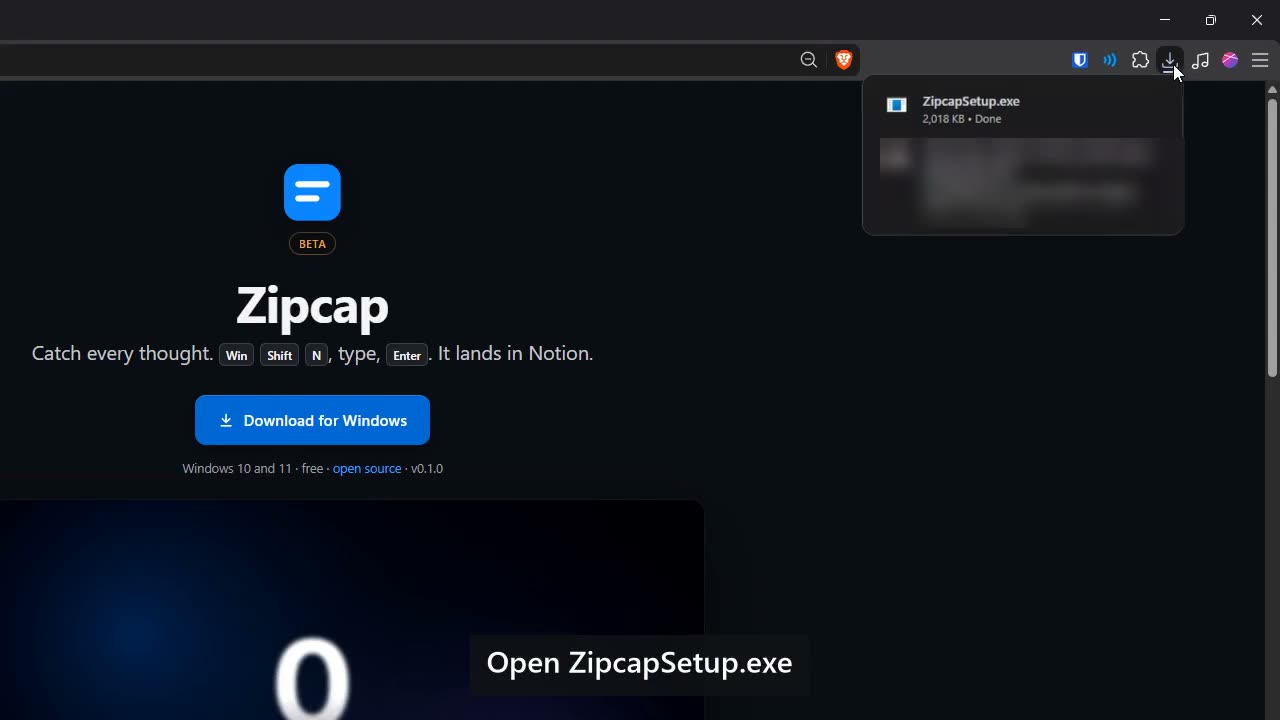 ZipcapSetup.exe
2,018 KB • Done
BETA
Zipcap
Catch every thought. Win Shift N, type, Enter. It lands in Notion.
Download for Windows
Windows 10 and 11 · free · open source · v0.1.0
0
Open ZipcapSetup.exe